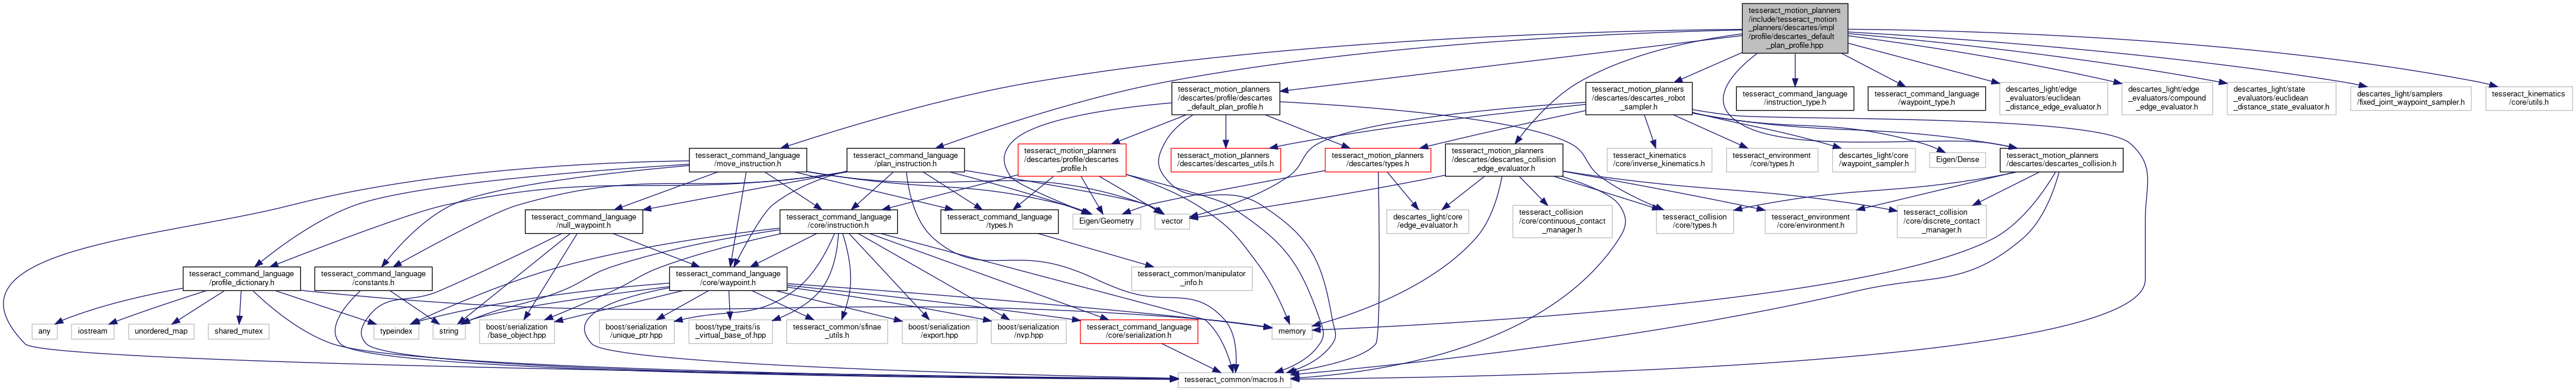 tesseract_motion_planners
/include/tesseract_motion
_planners/descartes/impl
/profile/descartes_default
_plan_profile.hpp
tesseract_motion_planners
/descartes/profile/descartes
_default_plan_profile.h
tesseract_motion_planners
/descartes/descartes_robot
_sampler.h
tesseract_command_language
/instruction_type.h
tesseract_command_language
/waypoint_type.h
descartes_light/edge
_evaluators/euclidean
_distance_edge_evaluator.h
descartes_light/edge
_evaluators/compound
_edge_evaluator.h
descartes_light/state
_evaluators/euclidean
_distance_state_evaluator.h
descartes_light/samplers
/fixed_joint_waypoint_sampler.h
tesseract_kinematics
/core/utils.h
tesseract_command_language
/move_instruction.h
tesseract_command_language
/plan_instruction.h
tesseract_motion_planners
/descartes/profile/descartes
_profile.h
tesseract_motion_planners
/descartes/descartes_utils.h
tesseract_motion_planners
/descartes/types.h
tesseract_motion_planners
/descartes/descartes_collision
_edge_evaluator.h
tesseract_kinematics
/core/inverse_kinematics.h
tesseract_environment
/core/types.h
descartes_light/core
/waypoint_sampler.h
Eigen/Dense
tesseract_motion_planners
/descartes/descartes_collision.h
tesseract_command_language
/null_waypoint.h
tesseract_command_language
/core/instruction.h
tesseract_command_language
/types.h
Eigen/Geometry
vector
descartes_light/core
/edge_evaluator.h
tesseract_collision
/core/continuous_contact
_manager.h
tesseract_collision
/core/types.h
tesseract_environment
/core/environment.h
tesseract_collision
/core/discrete_contact
_manager.h
tesseract_command_language
/profile_dictionary.h
tesseract_command_language
/constants.h
tesseract_command_language
/core/waypoint.h
tesseract_common/manipulator
_info.h
any
iostream
unordered_map
shared_mutex
typeindex
string
boost/serialization
/base_object.hpp
boost/serialization
/unique_ptr.hpp
boost/type_traits/is
_virtual_base_of.hpp
tesseract_common/sfinae
_utils.h
boost/serialization
/export.hpp
boost/serialization
/nvp.hpp
tesseract_command_language
/core/serialization.h
memory
tesseract_common/macros.h